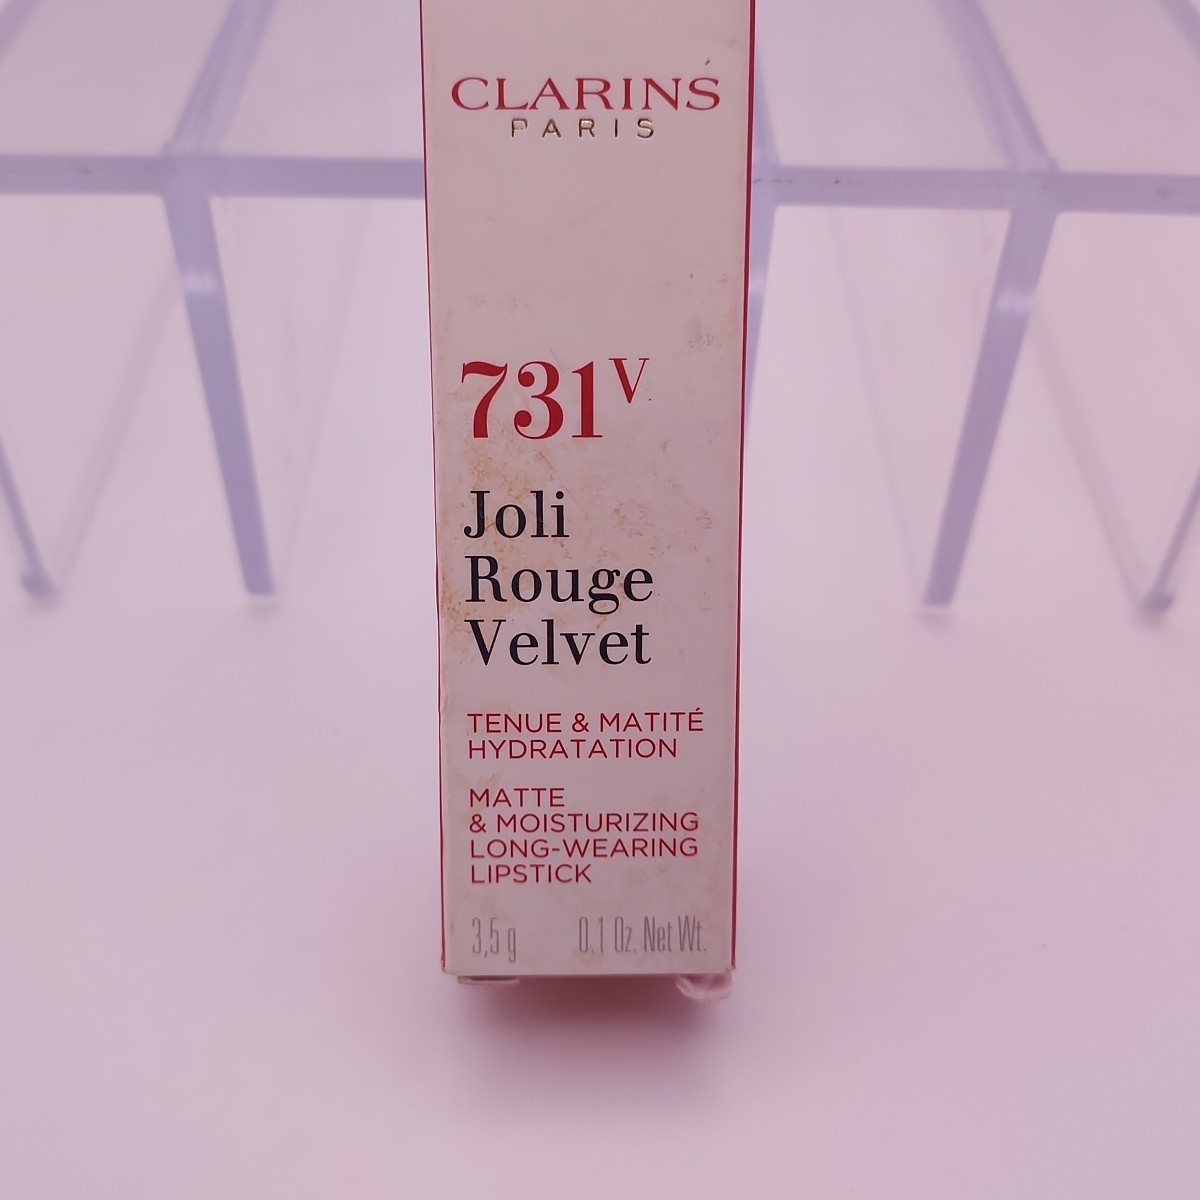 CLARINS
PARIS
731V
Joli
Rouge
Velvet
TENUE & MATITÉ
HYDRATATION
MATTE
& MOISTURIZING
LONG-WEARING
LIPSTICK
3,5 g 0.1 Oz. Net Wt.